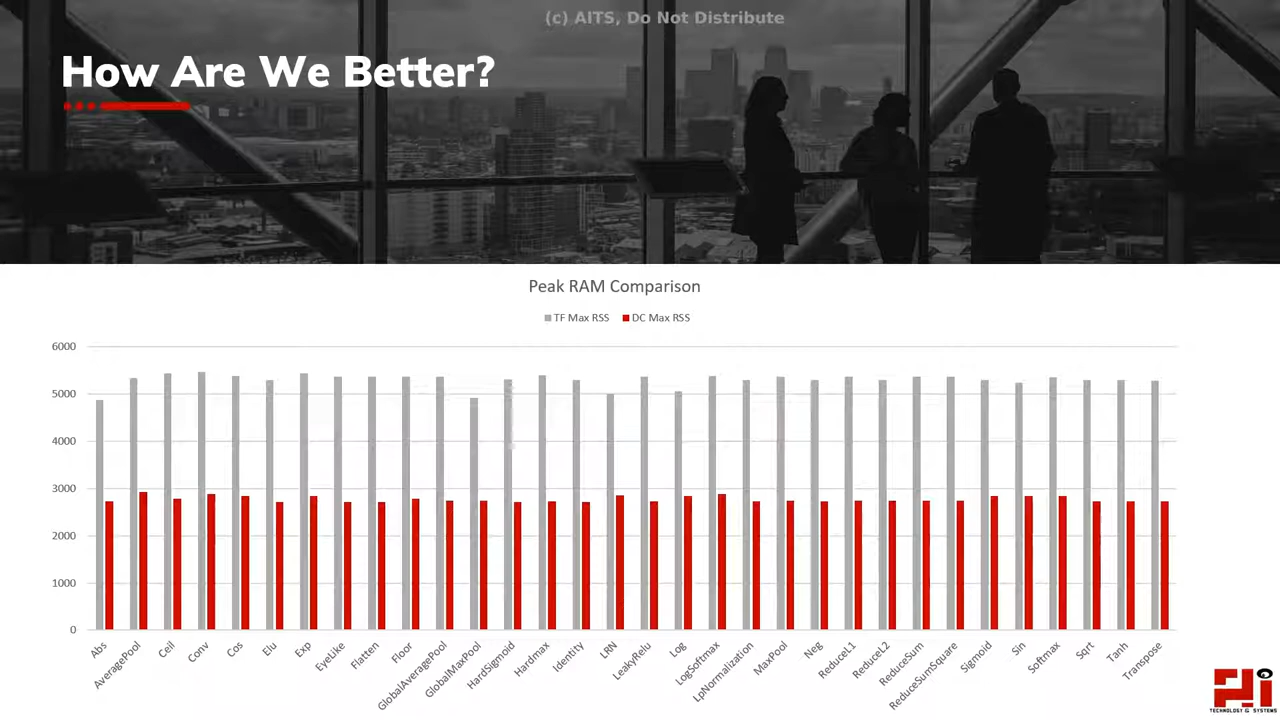 (c) AITS, Do Not Distribute
How Are We Better?
Peak RAM Comparison
TF Max RSS DC Max RSS
6000
5000
4000
3000
2000
1000
0
Abs
AveragePool
Ceil
Conv
Cos
Elu
Exp
EyeLike
Flatten
Floor
GlobalAveragePool
GlobalMaxPool
HardSigmoid
Hardmax
Identity
LRN
LeakyRelu
Log
LogSoftmax
LpNormalization
MaxPool
Neg
ReduceL1
ReduceL2
ReduceSum
ReduceSumSquare
Sigmoid
Sin
Softmax
Sqrt
Tanh
Transpose
TECHNOLOGY & SYSTEMS